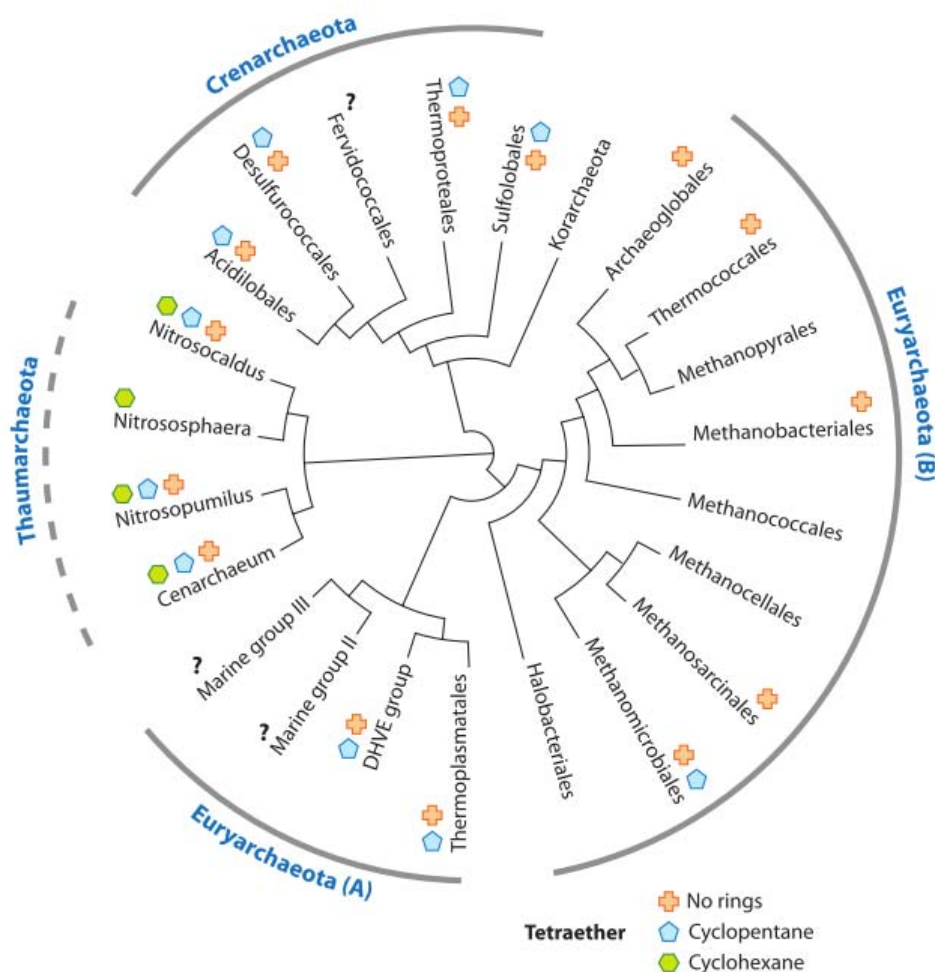 Crenarchaeota
?
Fervidococcales
Thermoproteales
Sulfolobales
Korarchaeota
Desulfurococcales
Acidilobales
Thaumarchaeota
Nitrosocaldus
Nitrososphaera
Nitrosopumilus
Cenarchaeum
Euryarchaeota (B)
Archaeoglobales
Thermococcales
Methanopyrales
Methanobacteriales
Methanococcales
Methanocellales
Methanosarcinales
Methanomicrobiales
Halobacteriales
Euryarchaeota (A)
?
Marine group III
?
Marine group II
DHVE group
Thermoplasmatales
Tetraether
No rings
Cyclopentane
Cyclohexane